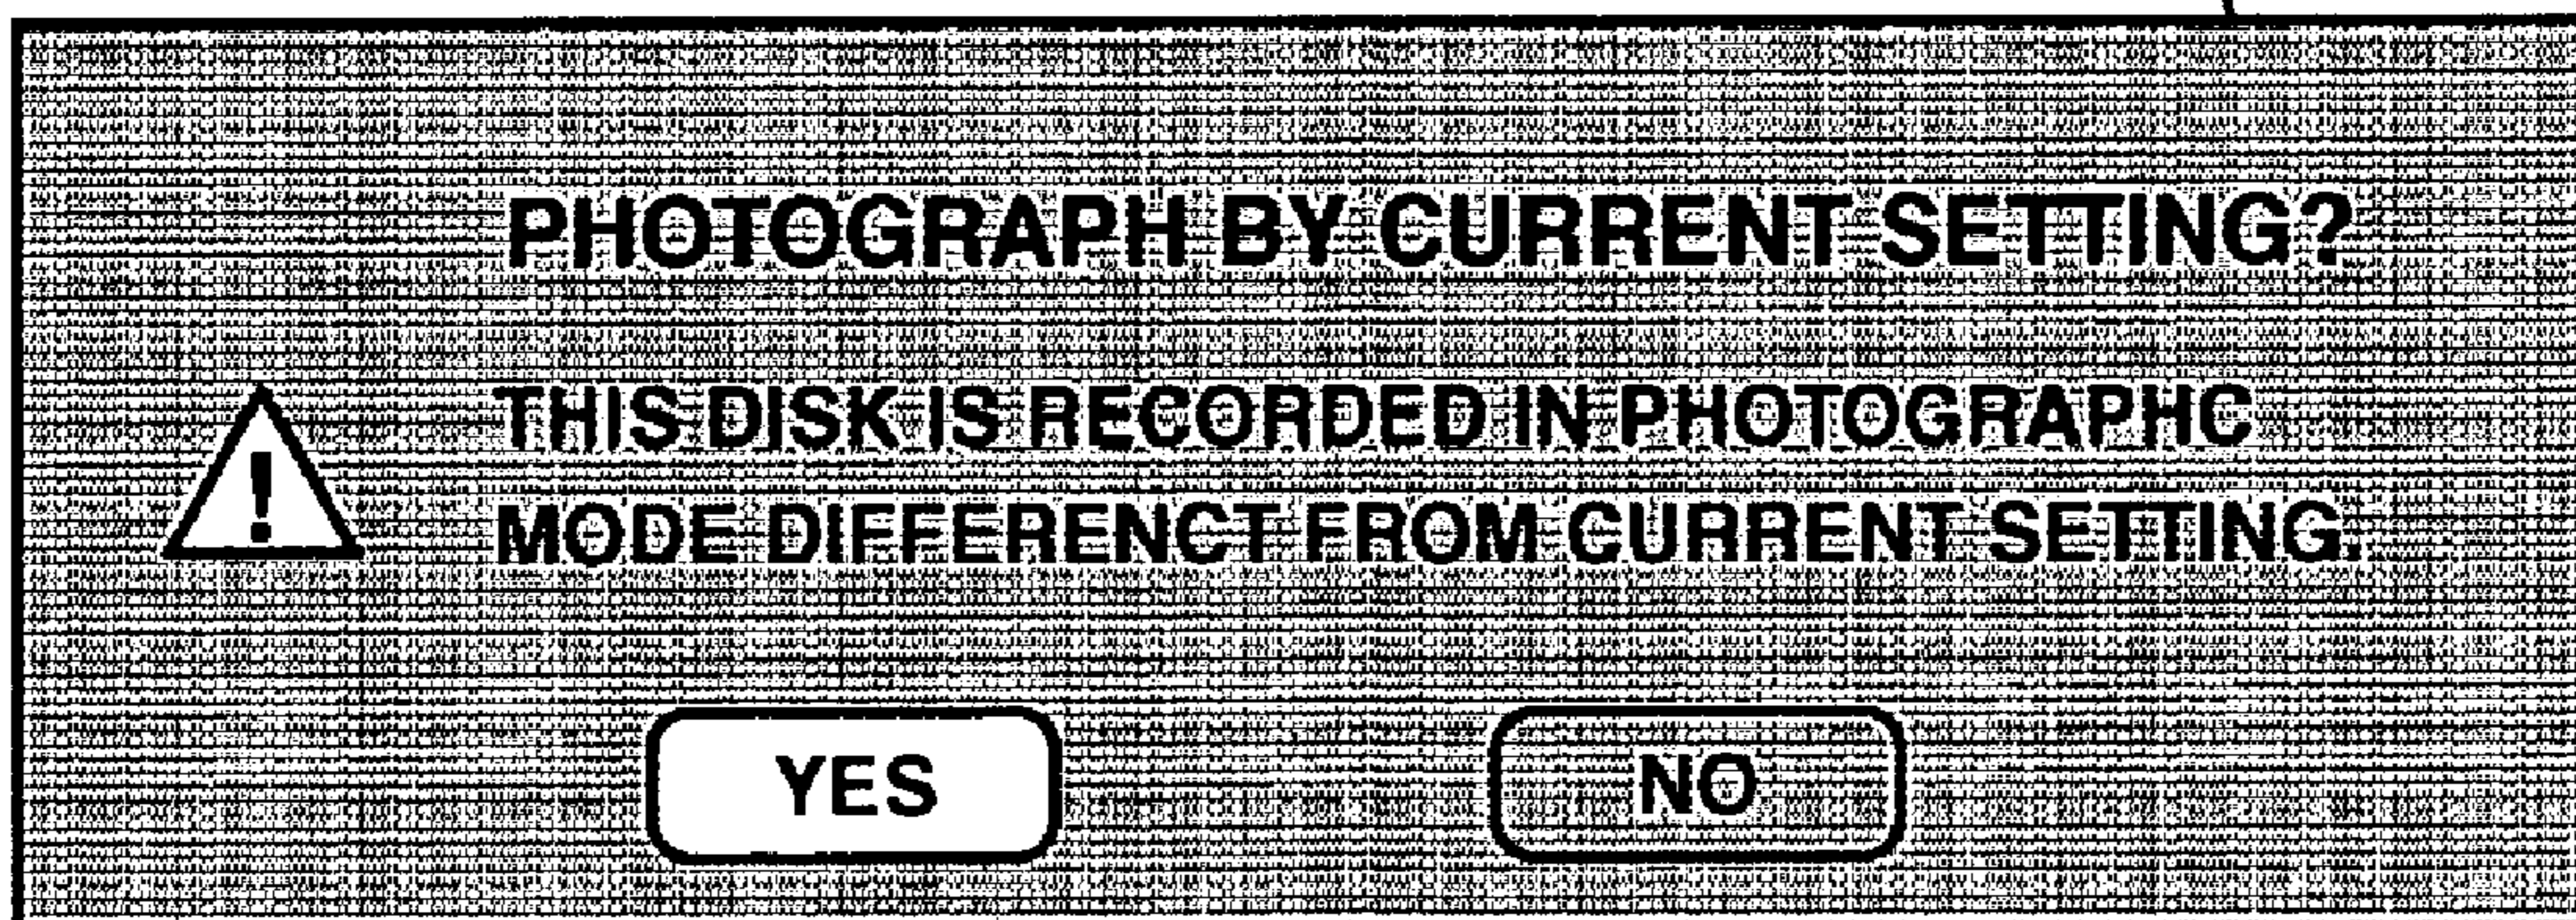 PHOTOGRAPH BY CURRENT SETTING?
THIS DISK IS RECORDED IN PHOTOGRAPHC
MODE DIFFERENCT FROM CURRENT SETTING.
!
YES NO